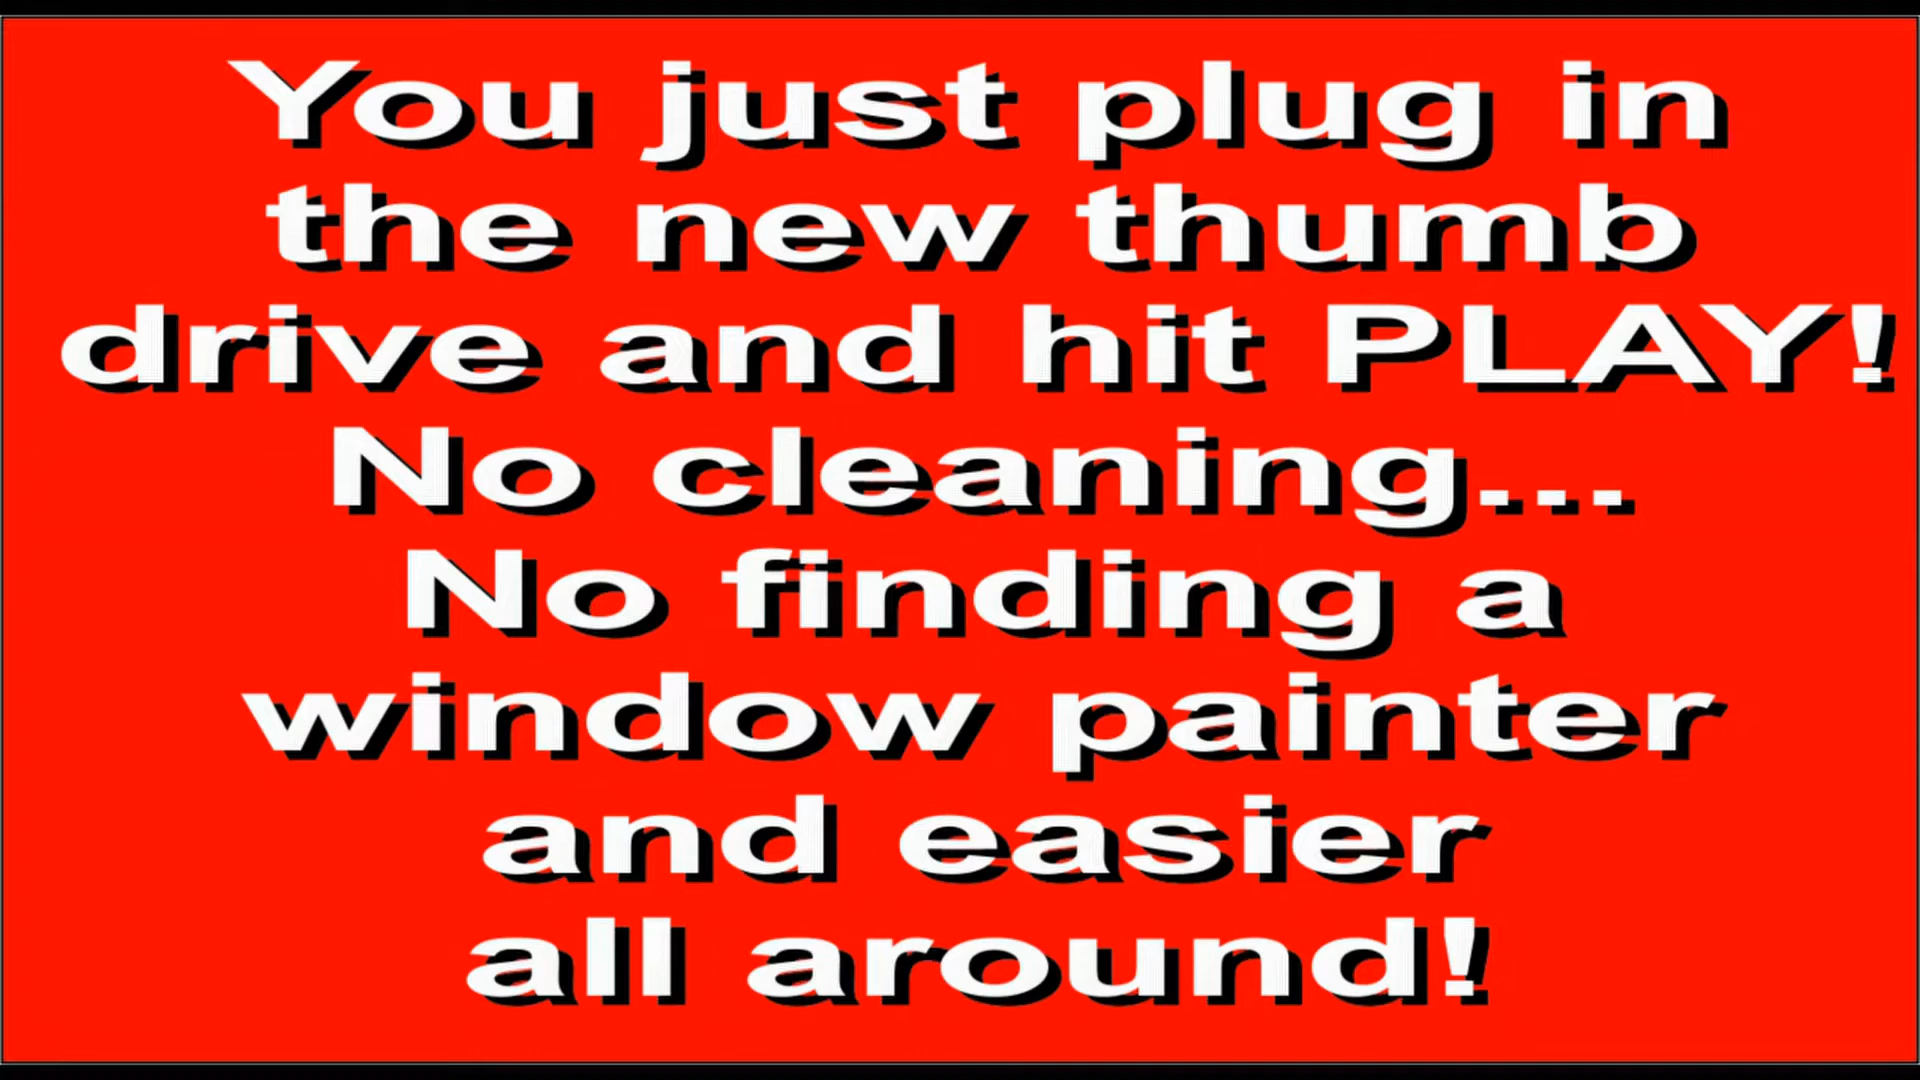 You just plug in
the new thumb
drive and hit PLAY!
No cleaning...
No finding a
window painter
and easier
all around!